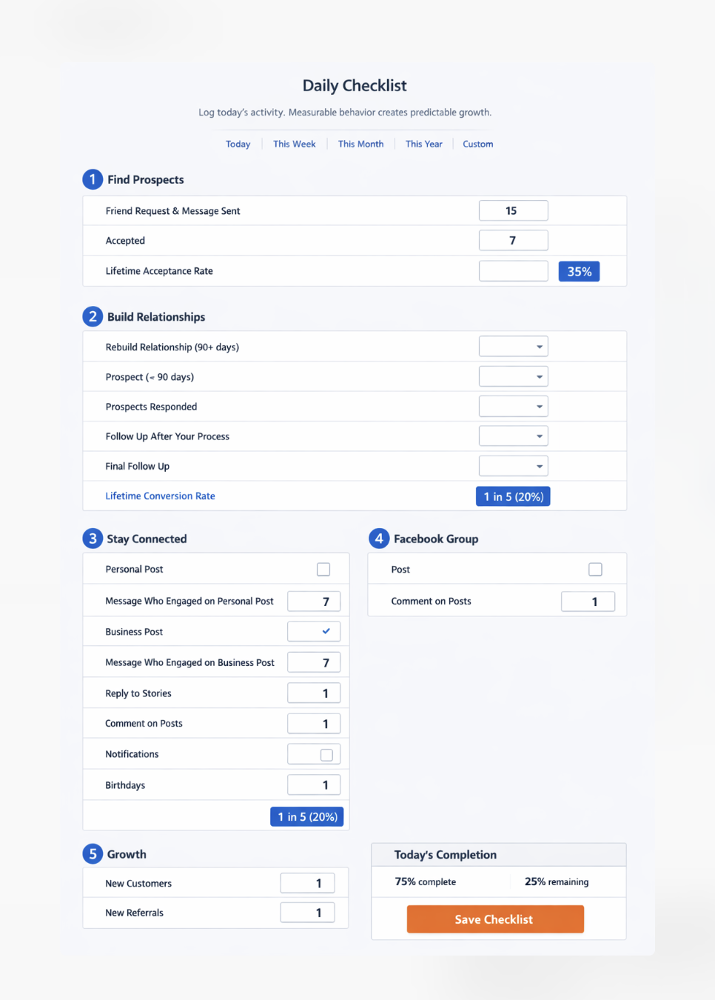 Daily Checklist
Log today's activity. Measurable behavior creates predictable growth.
Today This Week This Month This Year Custom
1 Find Prospects
Friend Request & Message Sent 15
Accepted 7
Lifetime Acceptance Rate 35%
2 Build Relationships
Rebuild Relationship (90+ days)
Prospect (< 90 days)
Prospects Responded
Follow Up After Your Process
Final Follow Up
Lifetime Conversion Rate 1 in 5 (20%)
3 Stay Connected
Personal Post
Message Who Engaged on Personal Post 7
Business Post
Message Who Engaged on Business Post 7
Reply to Stories 1
Comment on Posts 1
Notifications
Birthdays 1
1 in 5 (20%)
4 Facebook Group
Post
Comment on Posts 1
5 Growth
New Customers 1
New Referrals 1
Today's Completion
75% complete 25% remaining
Save Checklist